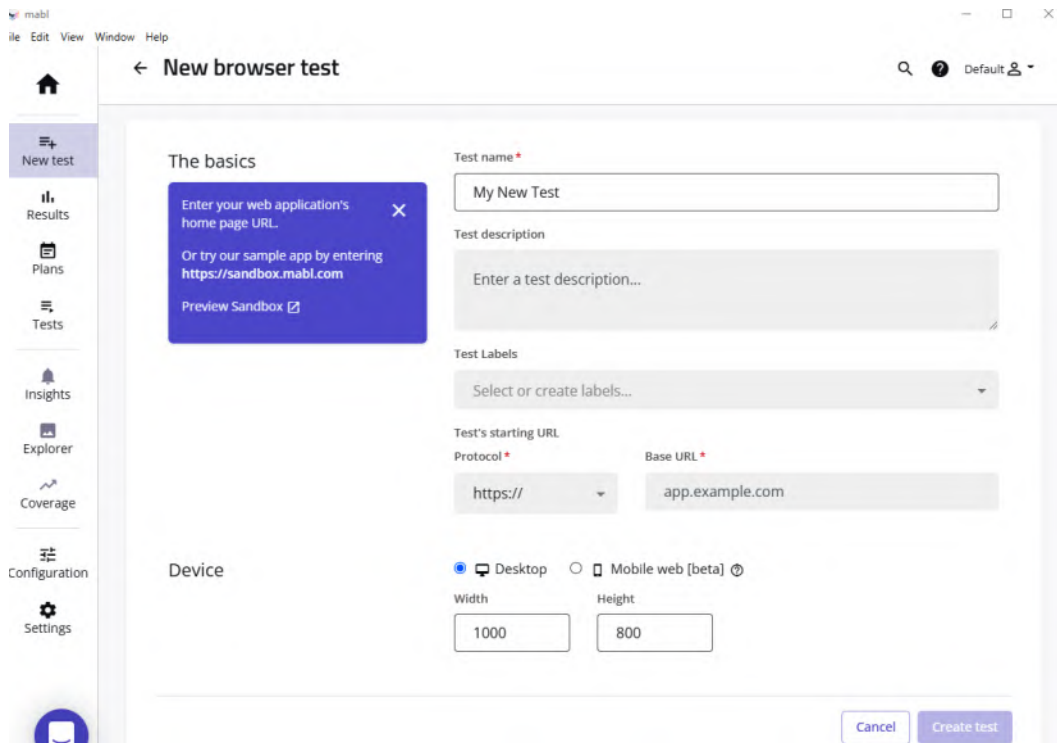 mabl
ile Edit View Window Help
New browser test
Default
New test
Results
Plans
Tests
Insights
Explorer
Coverage
Configuration
Settings
The basics
Enter your web application's
home page URL.
Or try our sample app by entering
https://sandbox.mabl.com
Preview Sandbox
Test name*
My New Test
Test description
Enter a test description...
Test Labels
Select or create labels...
Test's starting URL
Protocol* Base URL*
https:// app.example.com
Device
Desktop Mobile web [beta]
Width Height
1000 800
Cancel Create test